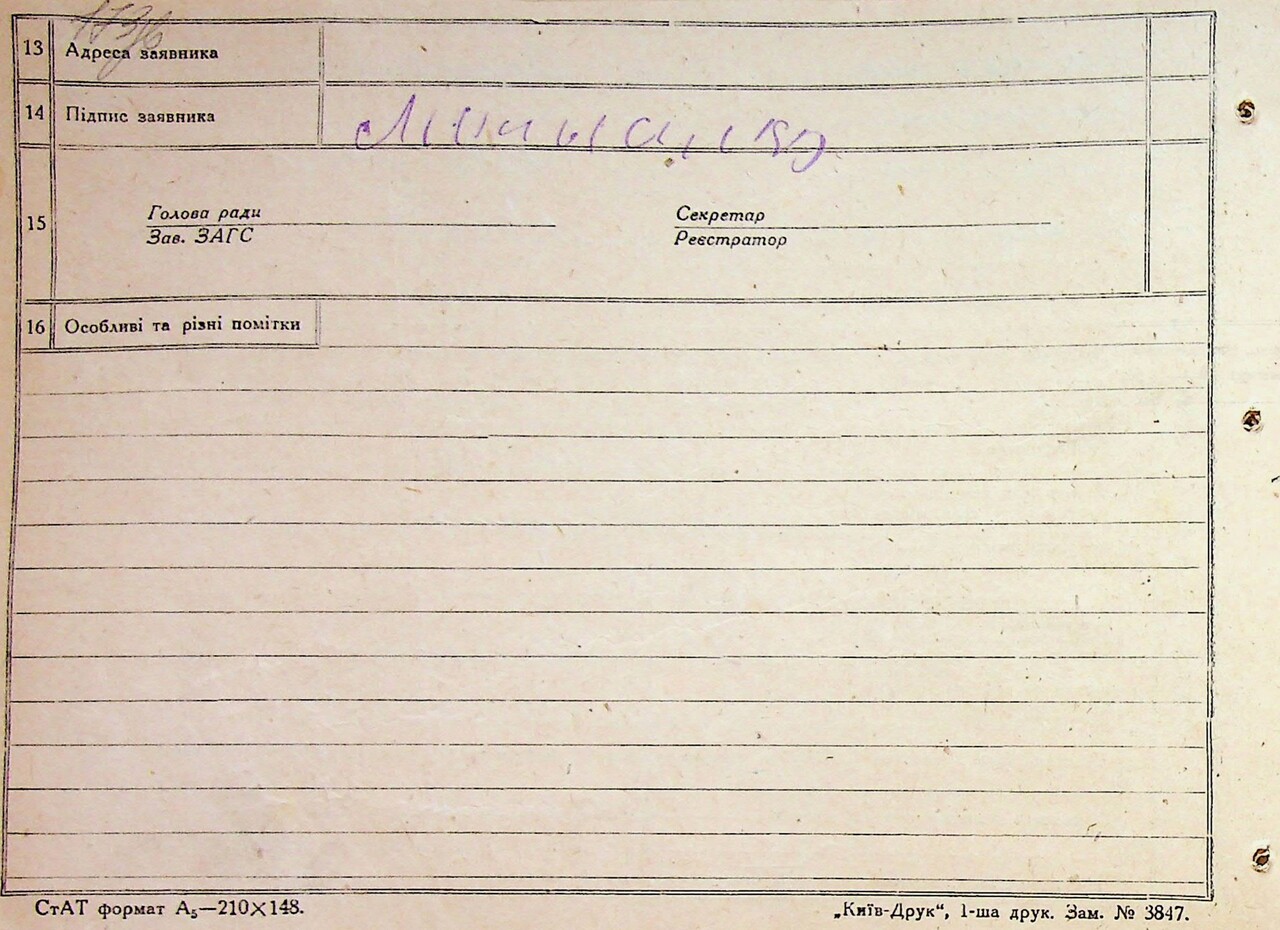 13 Адреса заявника
14 Підпис заявника
15
Голова ради
Зав. ЗАГС
Секретар
Реєстратор
16 Особливі та різні помітки
СтАТ формат А₅—210×148.
„Київ-Друк“, 1-ша друк. Зам. № 3847.